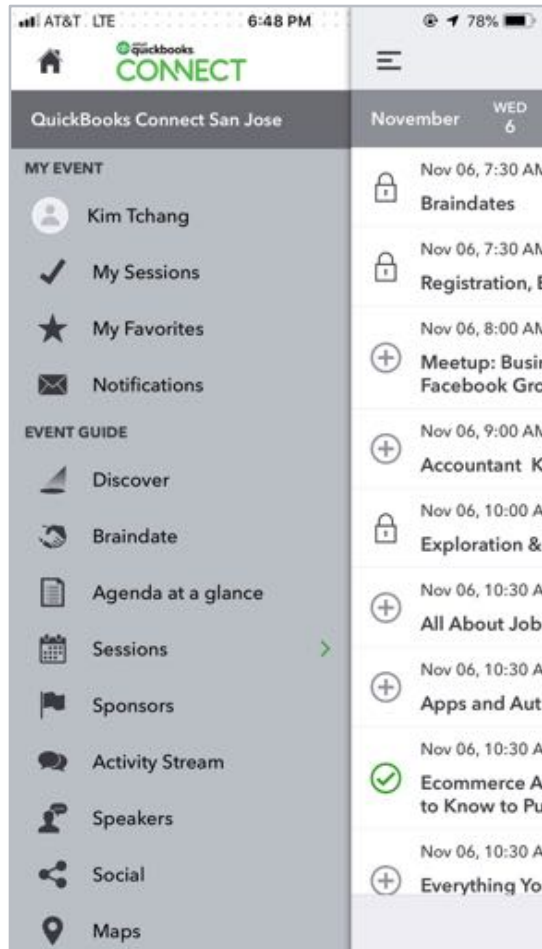 AT&T LTE 6:48 PM 78%
quickbooks
CONNECT
QuickBooks Connect San Jose
MY EVENT
Kim Tchang
My Sessions
My Favorites
Notifications
EVENT GUIDE
Discover
Braindate
Agenda at a glance
Sessions
Sponsors
Activity Stream
Speakers
Social
Maps
November WED
6
Nov 06, 7:30 AM
Braindates
Nov 06, 7:30 AM
Registration,
Nov 06, 8:00 AM
Meetup:
Facebook
Nov 06, 9:00 AM
Accountant
Nov 06, 10:00
Exploration &
Nov 06, 10:30
All About Job
Nov 06, 10:30
Apps and
Nov 06, 10:30
Ecommerce
to Know to
Nov 06, 10:30
Everything